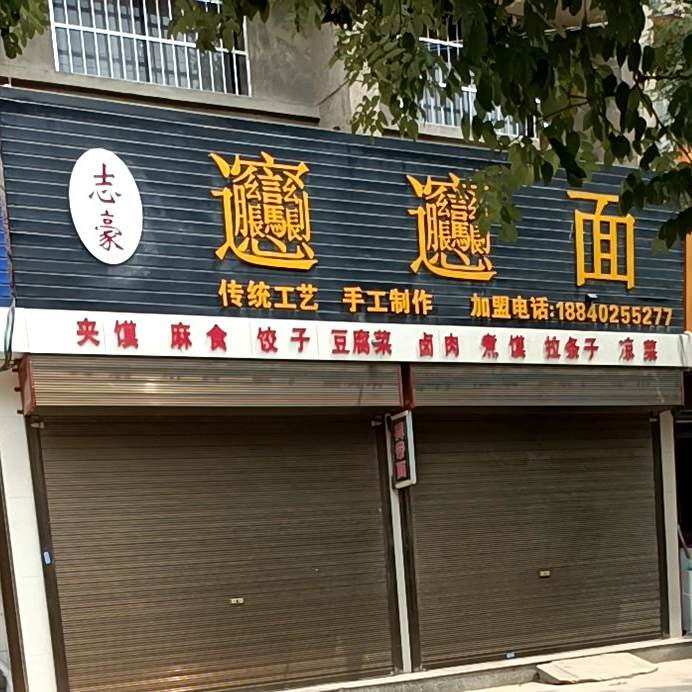 志豪
𰻝𰻝面
传统工艺 手工制作 加盟电话:18840255277
夹馍 麻食 饺子 豆腐菜 卤肉 煮馍 拉条子 凉菜